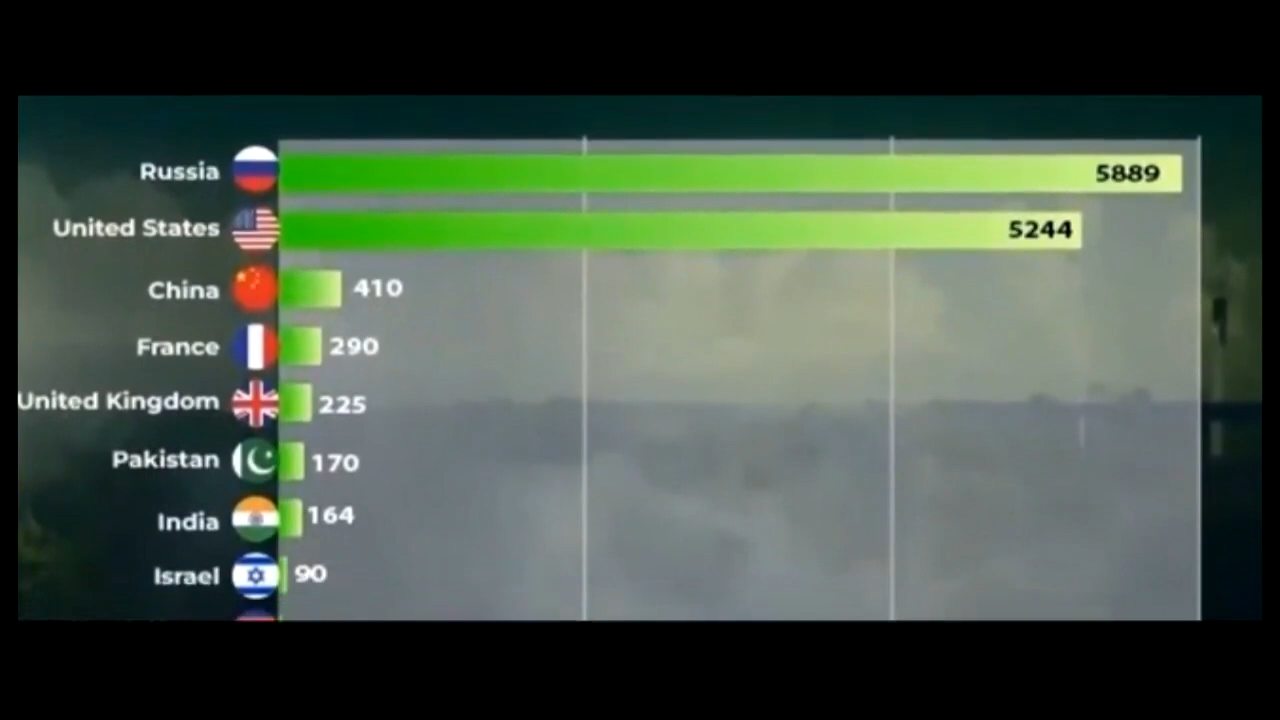 Russia 5889
United States 5244
China 410
France 290
United Kingdom 225
Pakistan 170
India 164
Israel 90